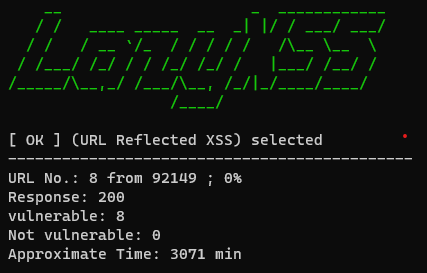 LazyXSS
[ OK ] (URL Reflected XSS) selected
---------------------------------------------
URL No.: 8 from 92149 ; 0%
Response: 200
vulnerable: 8
Not vulnerable: 0
Approximate Time: 3071 min